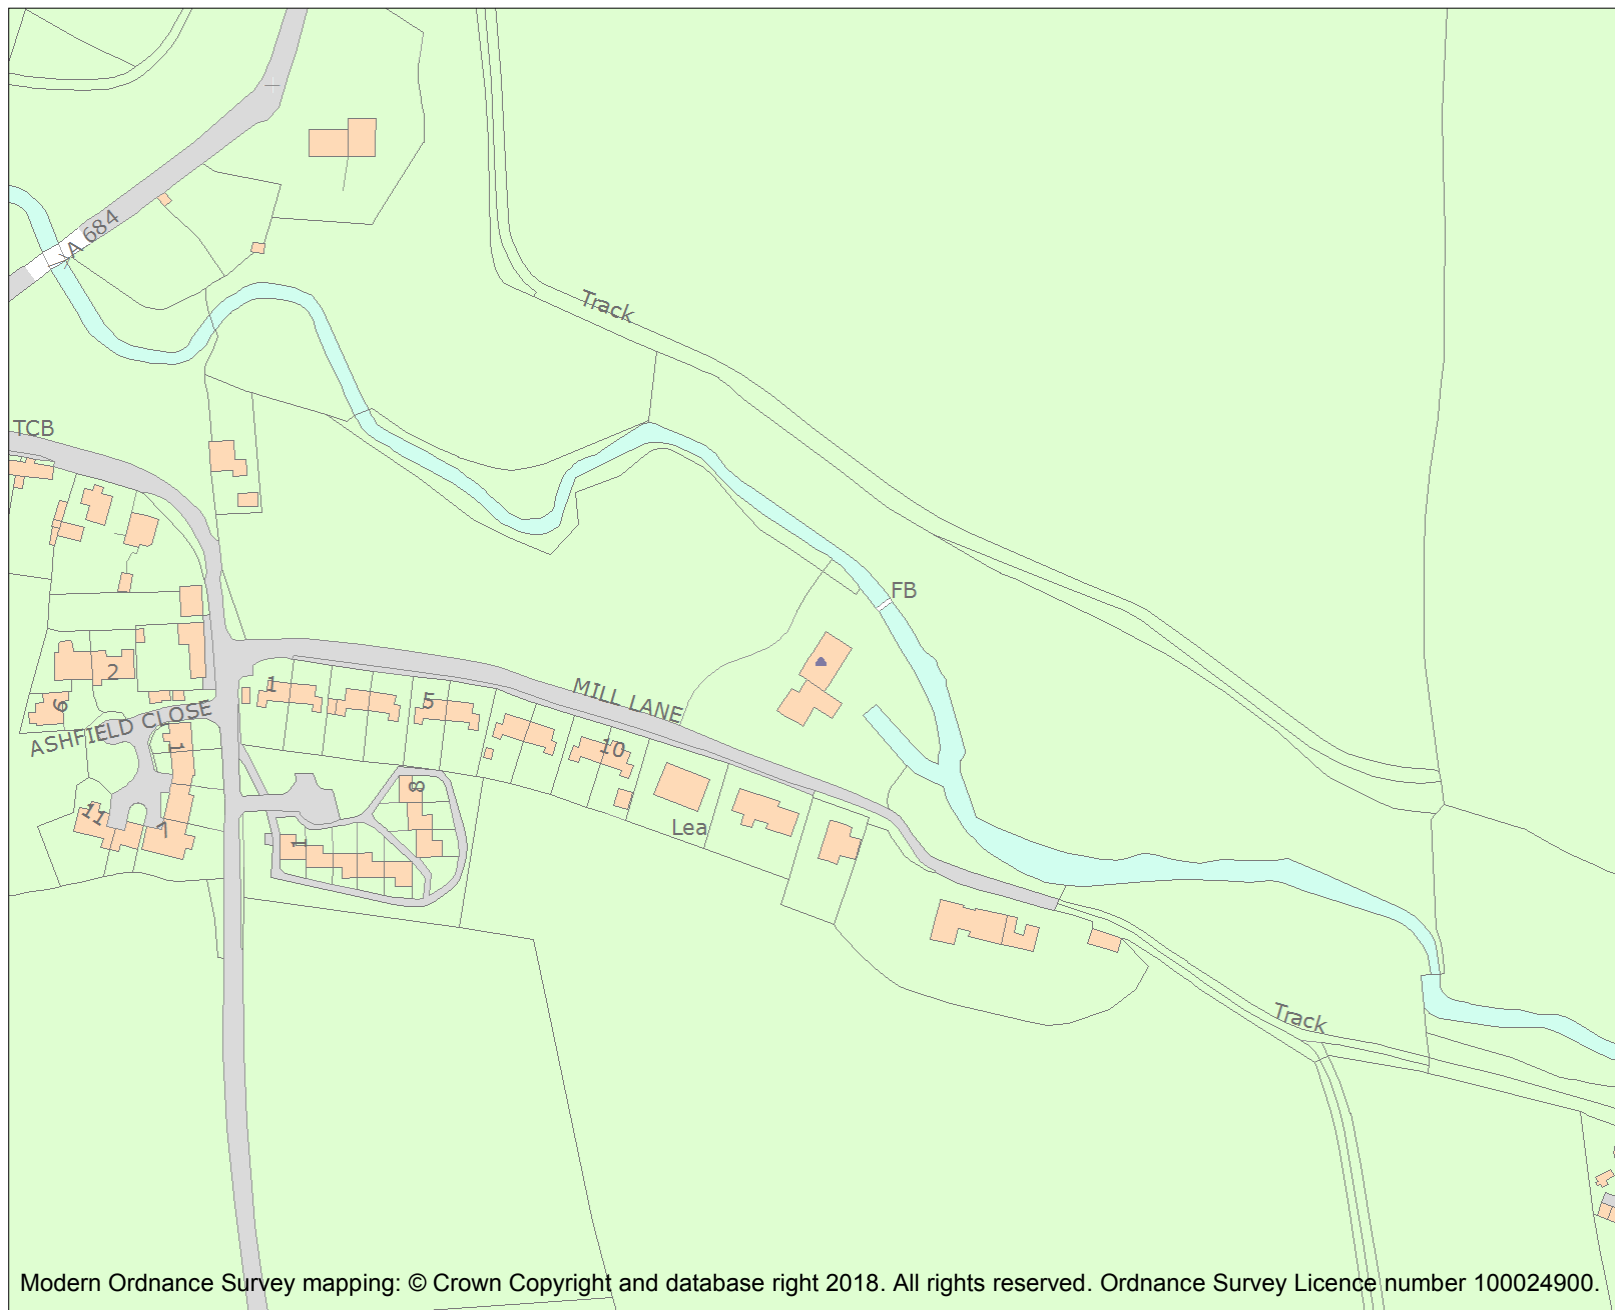 A 684
Track
TCB
FB
2
1
5
MILL LANE
6
ASHFIELD CLOSE
1
10
8
11
7
Lea
1
Track
Modern Ordnance Survey mapping: © Crown Copyright and database right 2018. All rights reserved. Ordnance Survey Licence number 100024900.